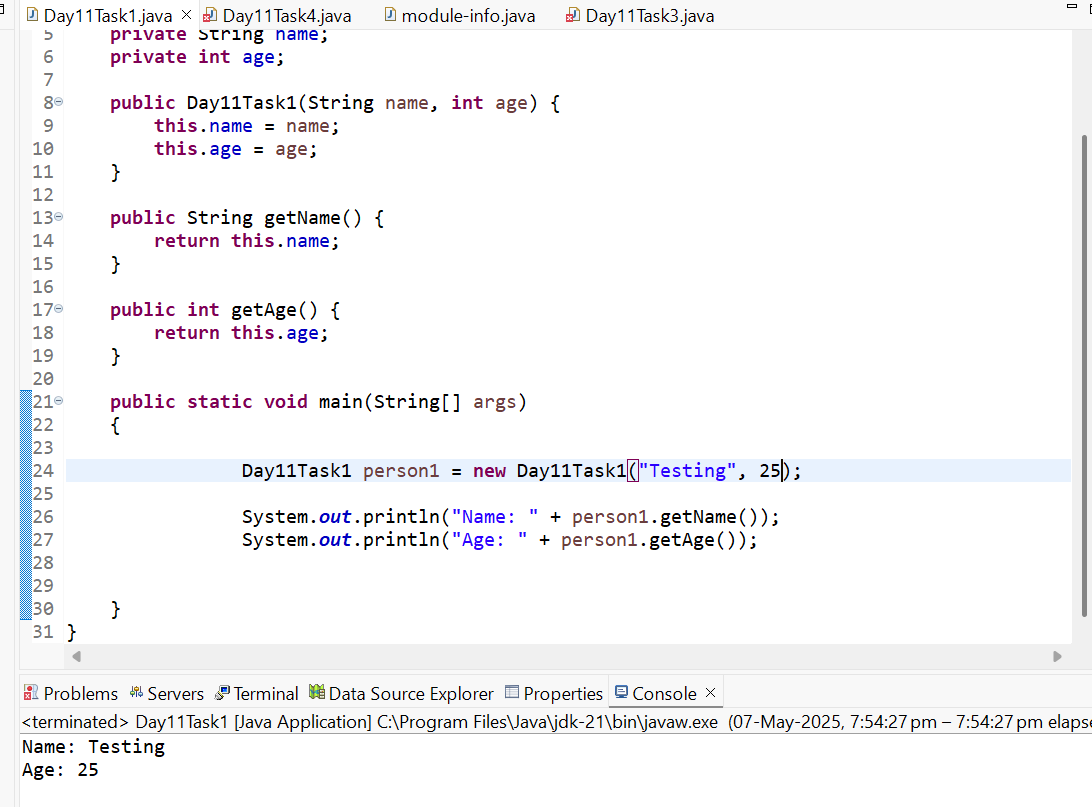 Day11Task1.java Day11Task4.java module-info.java Day11Task3.java
5 private String name;
6 private int age;
7
8 public Day11Task1(String name, int age) {
9 this.name = name;
10 this.age = age;
11 }
12
13 public String getName() {
14 return this.name;
15 }
16
17 public int getAge() {
18 return this.age;
19 }
20
21 public static void main(String[] args)
22 {
23
24 Day11Task1 person1 = new Day11Task1("Testing", 25);
25
26 System.out.println("Name: " + person1.getName());
27 System.out.println("Age: " + person1.getAge());
28
29
30 }
31 }
Problems Servers Terminal Data Source Explorer Properties Console
<terminated> Day11Task1 [Java Application] C:\Program Files\Java\jdk-21\bin\javaw.exe (07-May-2025, 7:54:27 pm – 7:54:27 pm elapse
Name: Testing
Age: 25